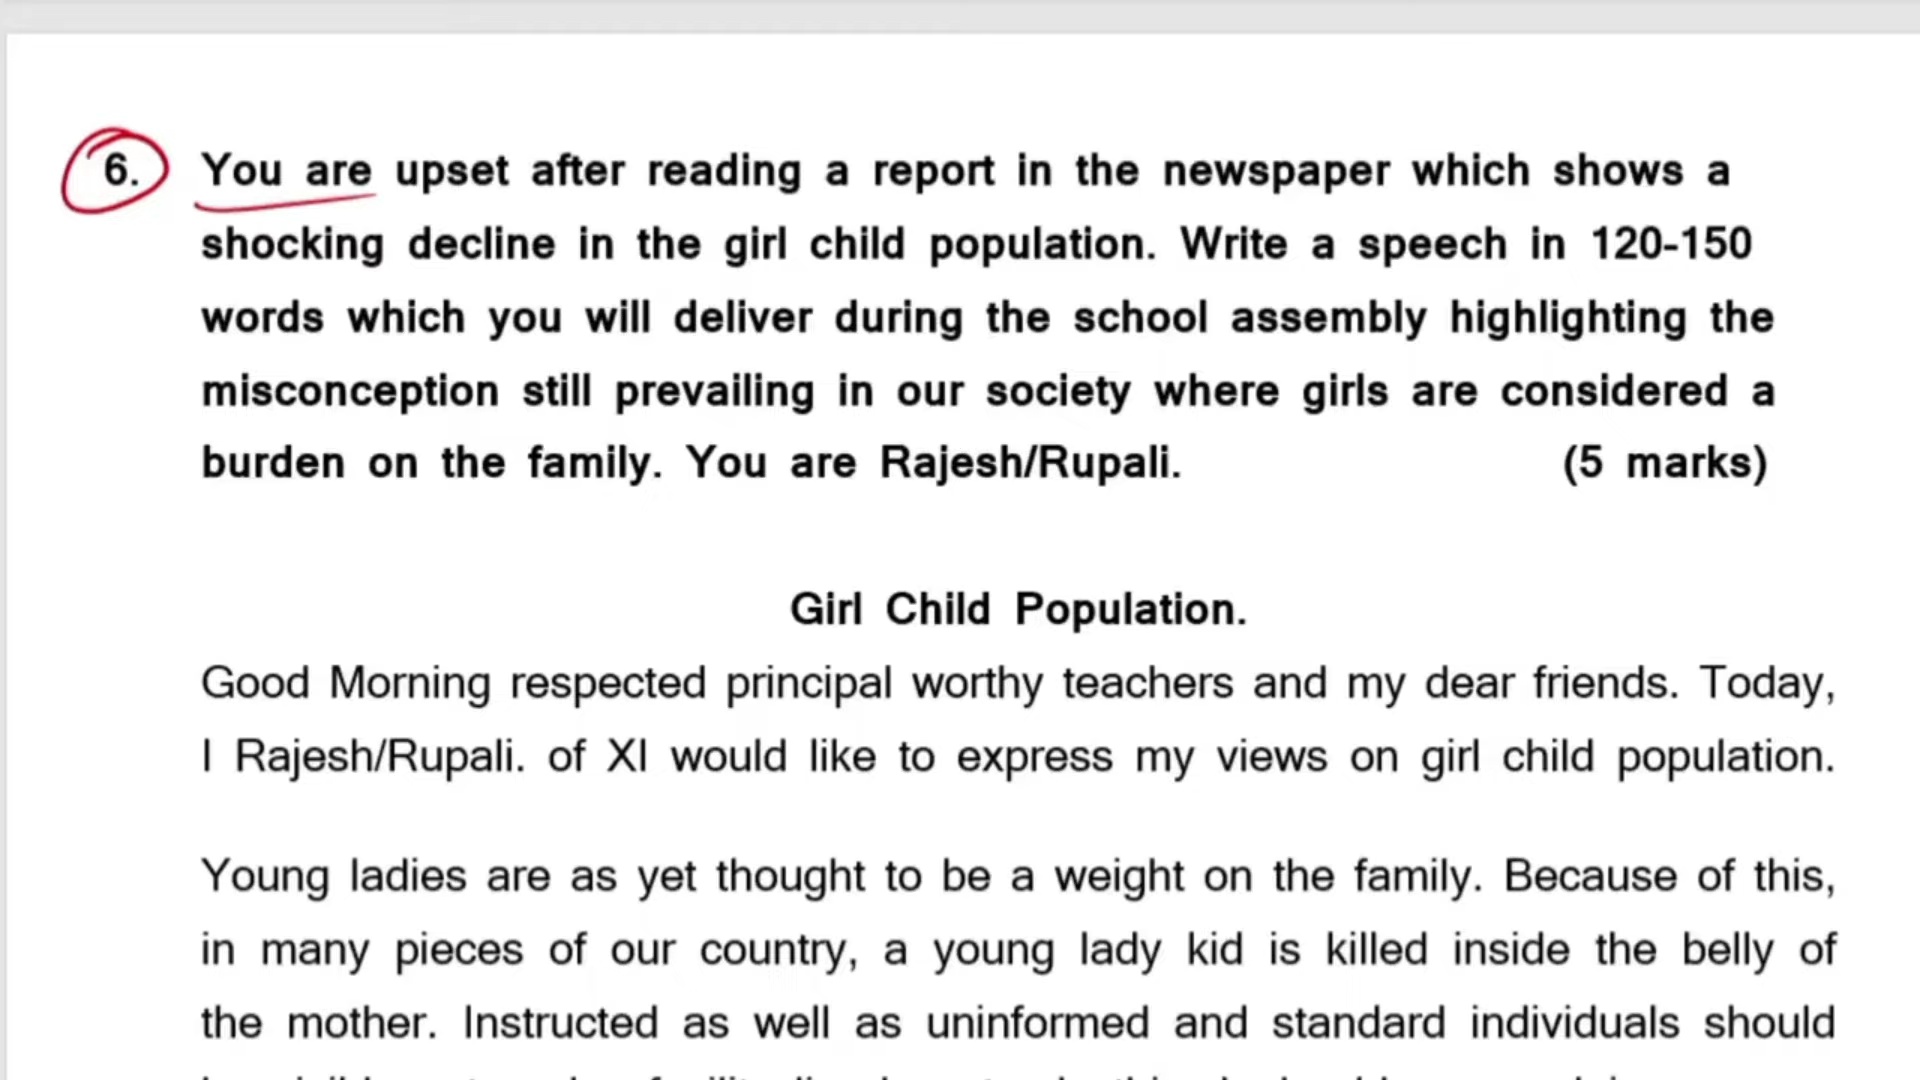 6. You are upset after reading a report in the newspaper which shows a
shocking decline in the girl child population. Write a speech in 120-150
words which you will deliver during the school assembly highlighting the
misconception still prevailing in our society where girls are considered a
burden on the family. You are Rajesh/Rupali. (5 marks)
Girl Child Population.
Good Morning respected principal worthy teachers and my dear friends. Today,
I Rajesh/Rupali. of XI would like to express my views on girl child population.
Young ladies are as yet thought to be a weight on the family. Because of this,
in many pieces of our country, a young lady kid is killed inside the belly of
the mother. Instructed as well as uninformed and standard individuals should